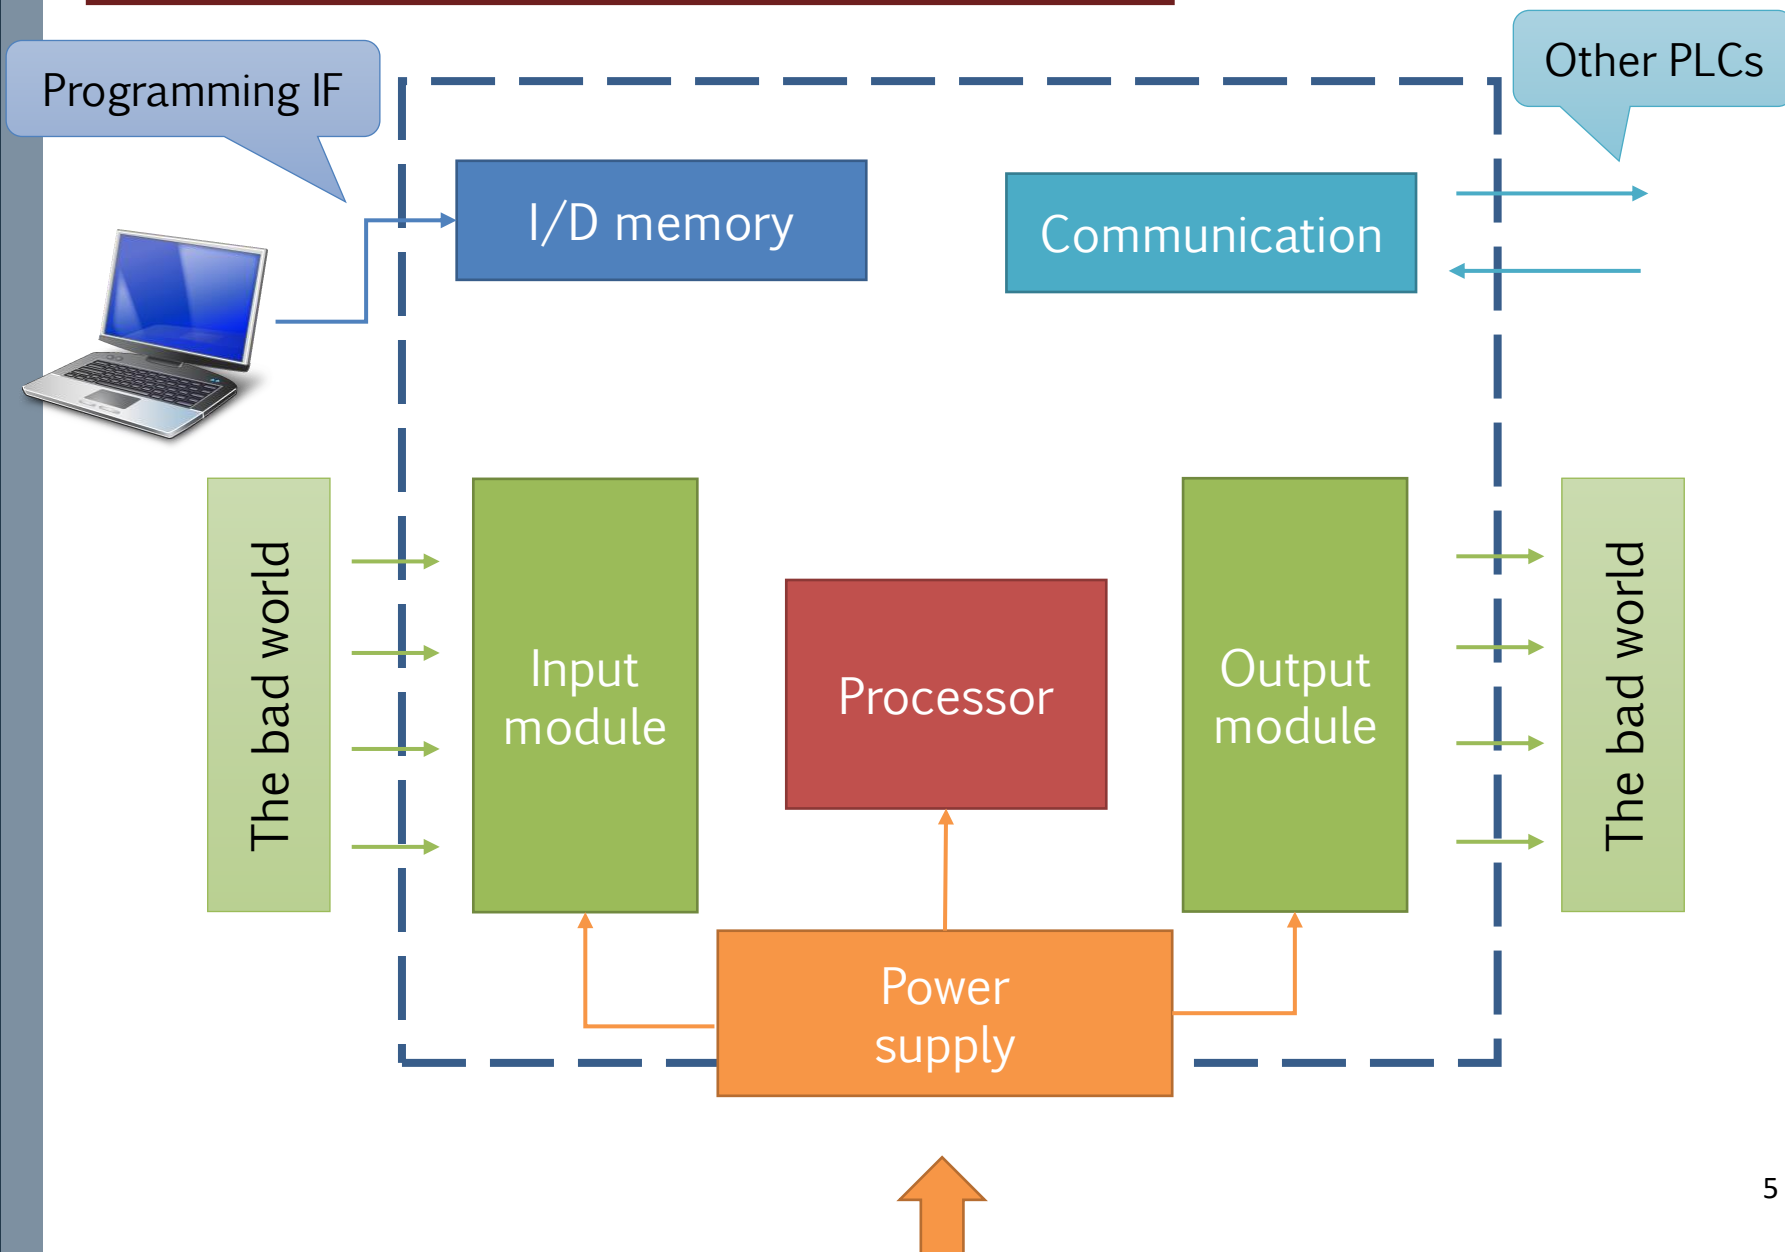 Programming IF
Other PLCs
I/D memory
Communication
The bad world
Input
module
Processor
Output
module
The bad world
Power
supply
5